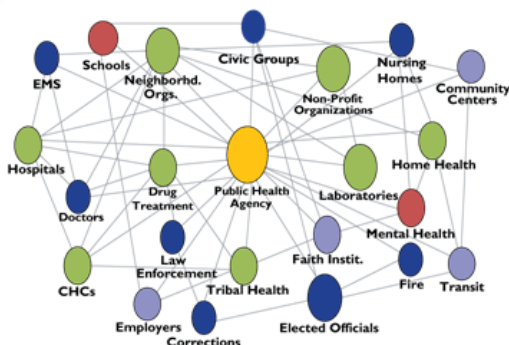 Civic Groups
Schools
Nursing
Homes
EMS
Neighborhd.
Orgs.
Community
Centers
Non-Profit
Organizations
Hospitals
Home Health
Drug
Treatment
Public Health
Agency
Laboratories
Doctors
Mental Health
Law
Enforcement
Faith Instit.
CHCs
Tribal Health
Fire
Transit
Employers
Elected Officials
Corrections